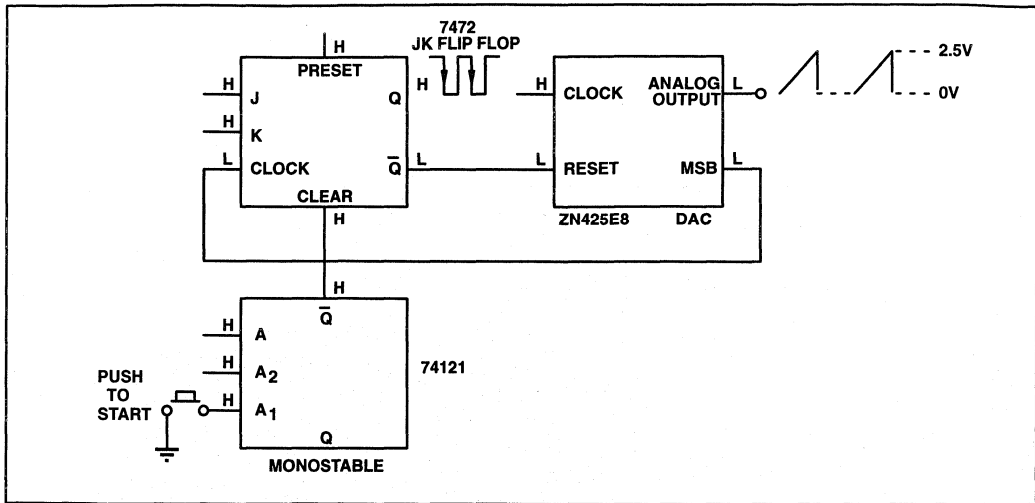 7472
JK FLIP FLOP
H
PRESET
H
J
H
K
L
CLOCK
Q
H
Q̅
L
CLEAR
H
H
CLOCK
ANALOG
OUTPUT
L
2.5V
0V
L
RESET
MSB
L
ZN425E8
DAC
H
Q̅
H
A
H
A2
H
A1
Q
74121
PUSH
TO
START
MONOSTABLE